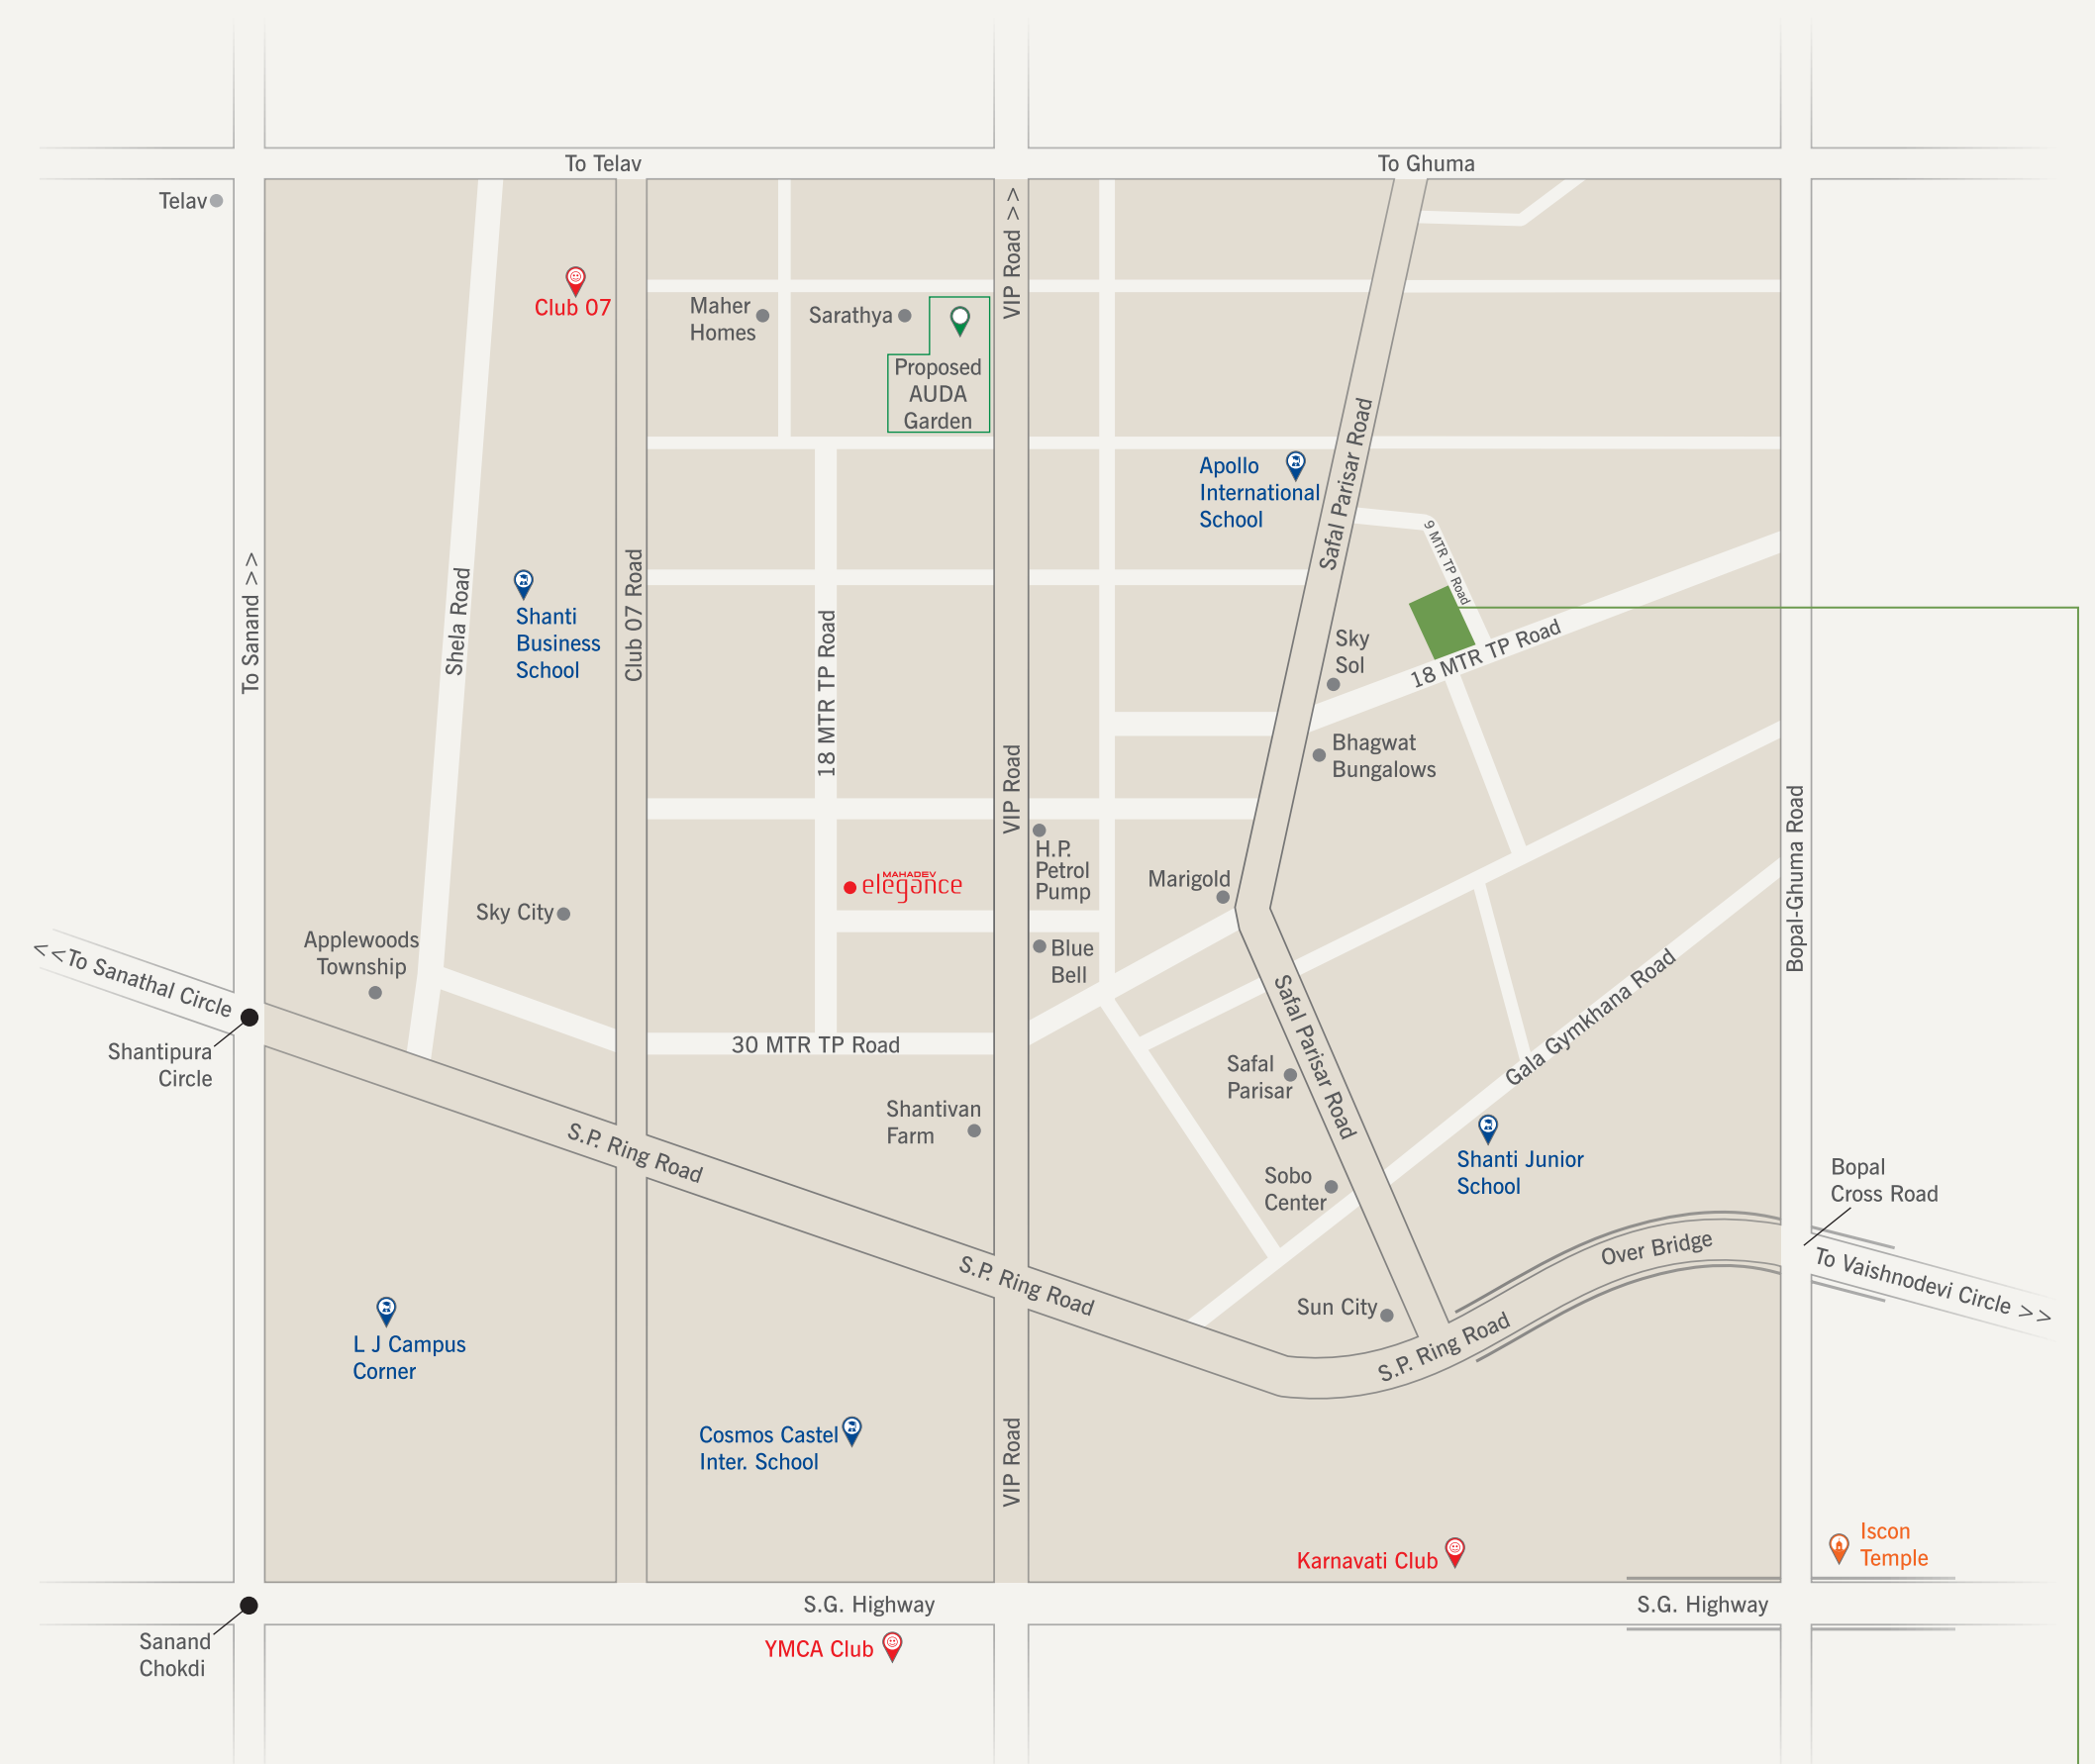 To Telav
To Ghuma
Telav
VIP Road >>
Club 07
Maher
Homes
Sarathya
Proposed
AUDA
Garden
Apollo
International
School
Safal Parisar Road
9 MTR TP Road
To Sanand >>
Shela Road
Shanti
Business
School
Club 07 Road
18 MTR TP Road
Sky
Sol
18 MTR TP Road
VIP Road
Bhagwat
Bungalows
Bopal-Ghuma Road
H.P.
Petrol
Pump
MAHADEV
elegance
Marigold
Sky City
Applewoods
Township
Blue
Bell
<<To Sanathal Circle
Shantipura
Circle
30 MTR TP Road
Safal Parisar Road
Gala Gymkhana Road
Safal
Parisar
Shantivan
Farm
S.P. Ring Road
Shanti Junior
School
Sobo
Center
Bopal
Cross Road
Over Bridge
To Vaishnodevi Circle >>
S.P. Ring Road
Sun City
S.P. Ring Road
L J Campus
Corner
Cosmos Castel
Inter. School
VIP Road
Karnavati Club
Iscon
Temple
S.G. Highway
S.G. Highway
Sanand
Chokdi
YMCA Club